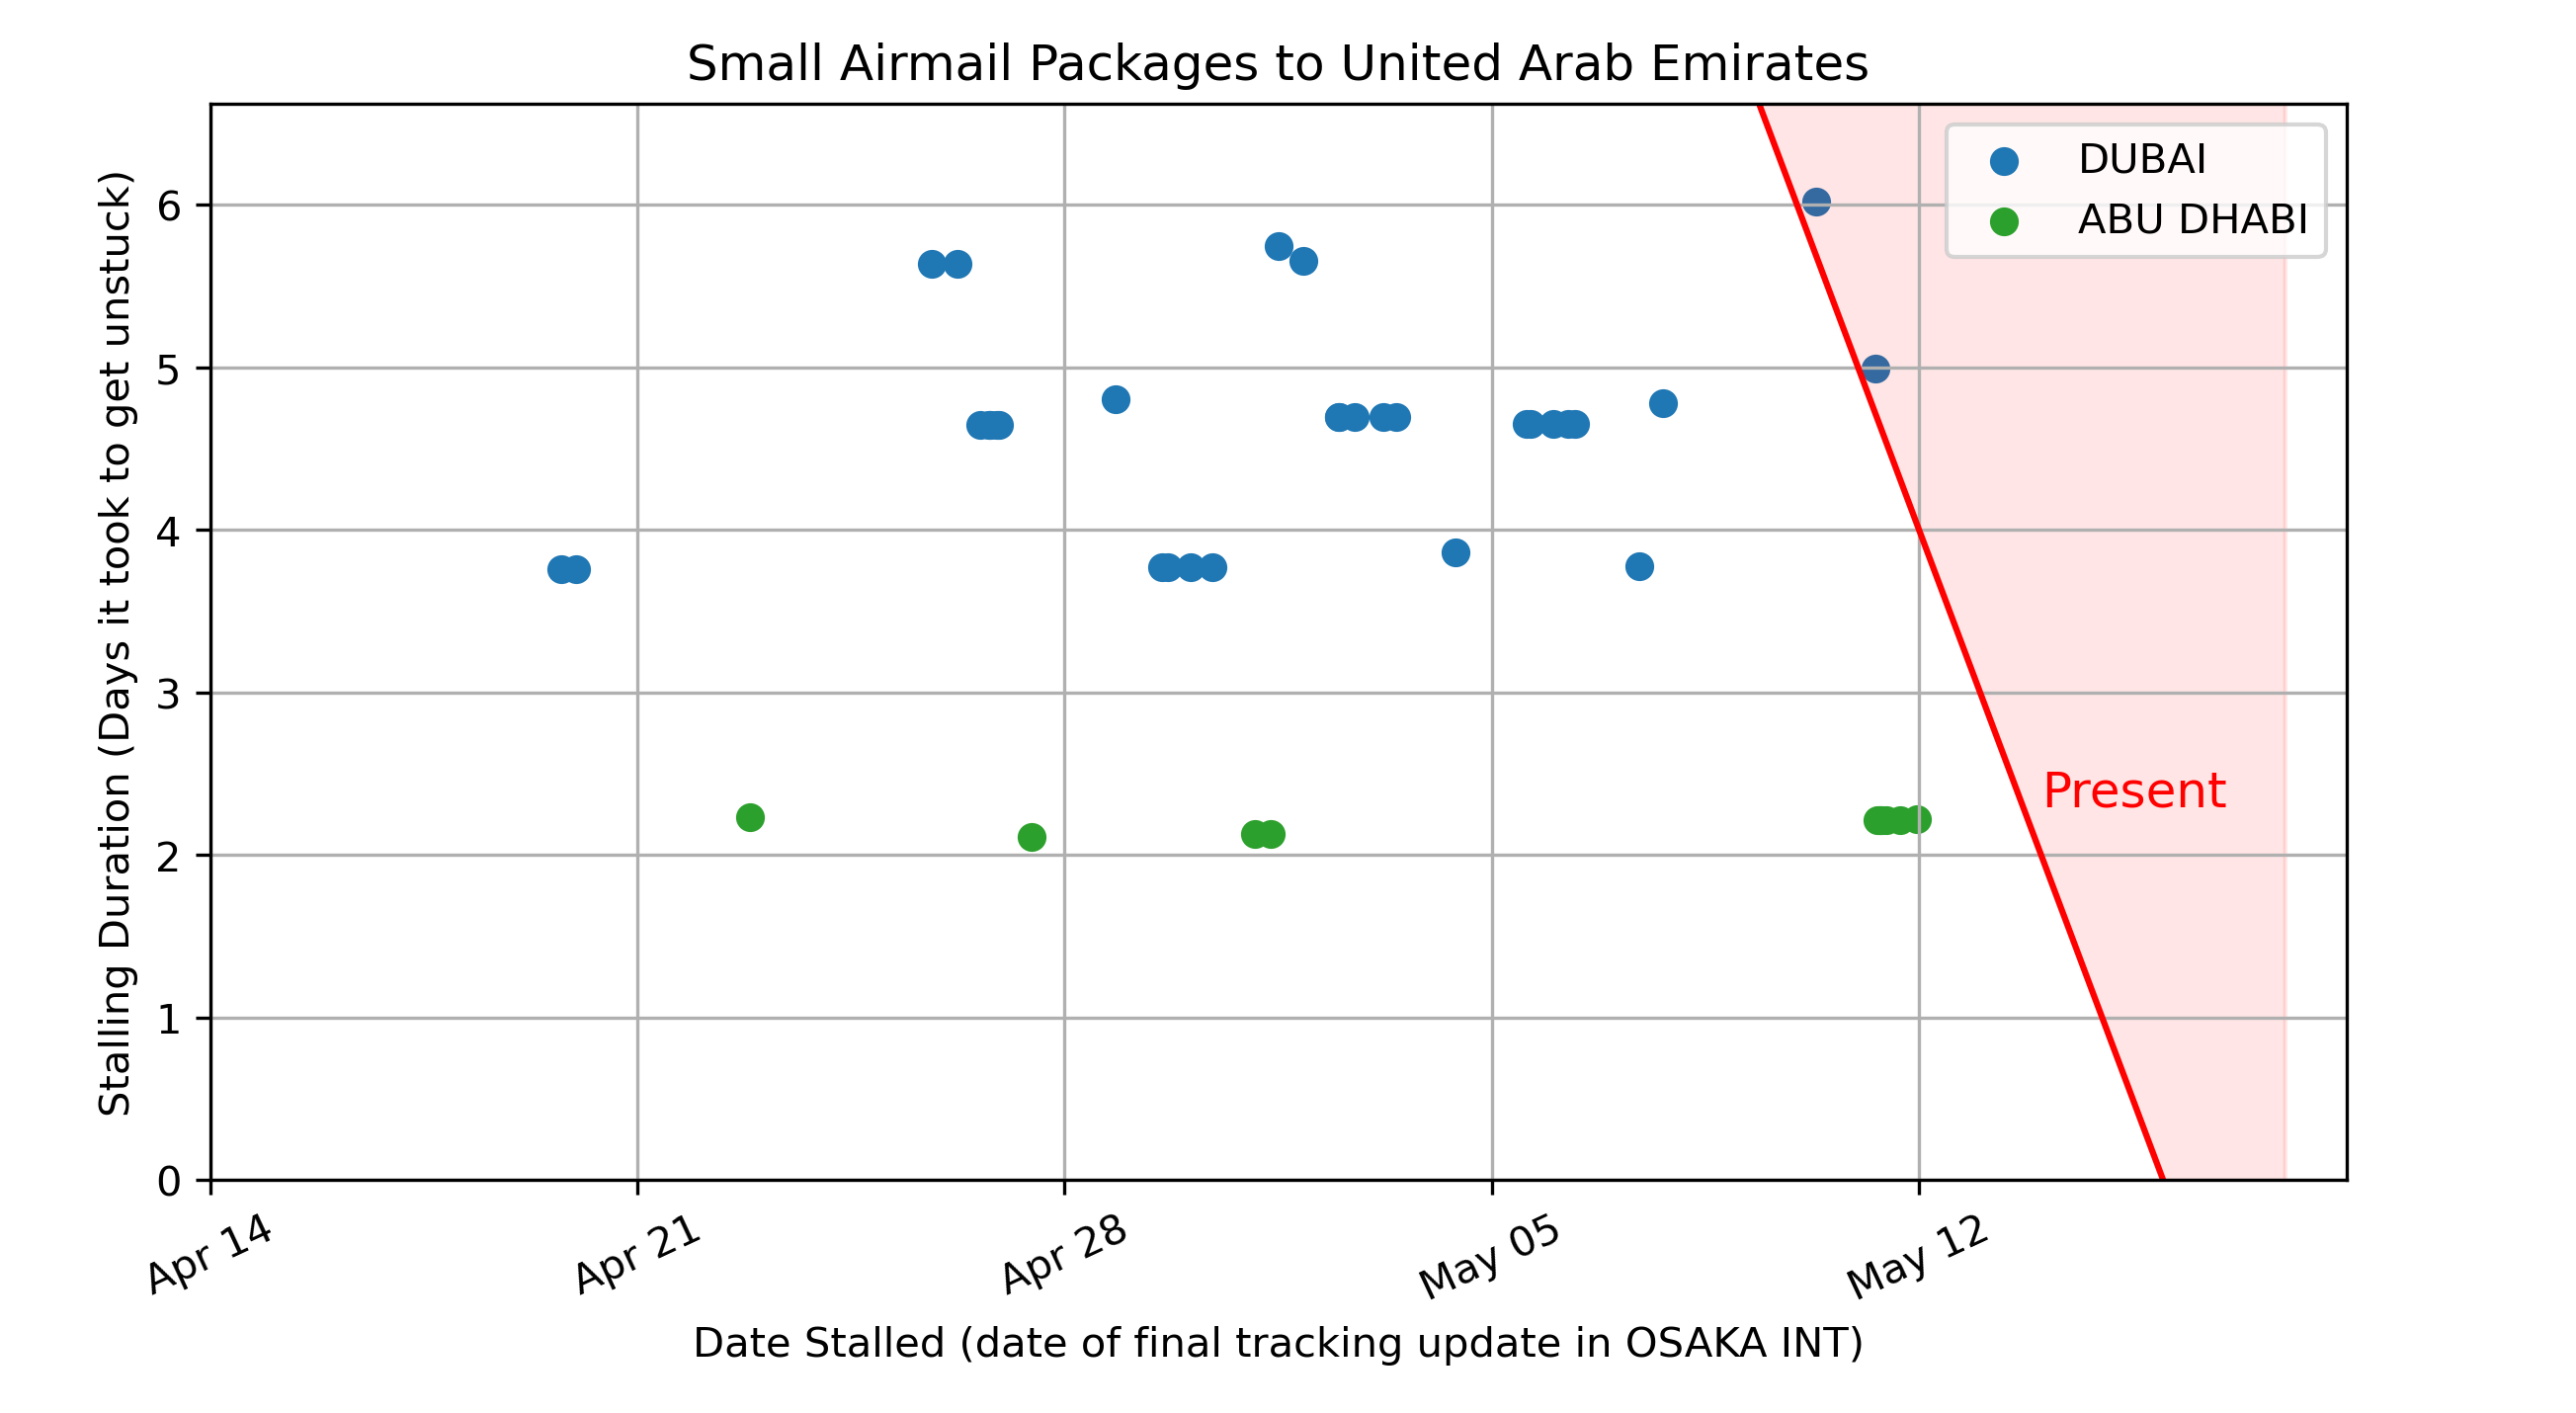 Small Airmail Packages to United Arab Emirates
DUBAI
ABU DHABI
Stalling Duration (Days it took to get unstuck)
6
5
4
3
2
1
0
Present
Apr 14
Apr 21
Apr 28
May 05
May 12
Date Stalled (date of final tracking update in OSAKA INT)